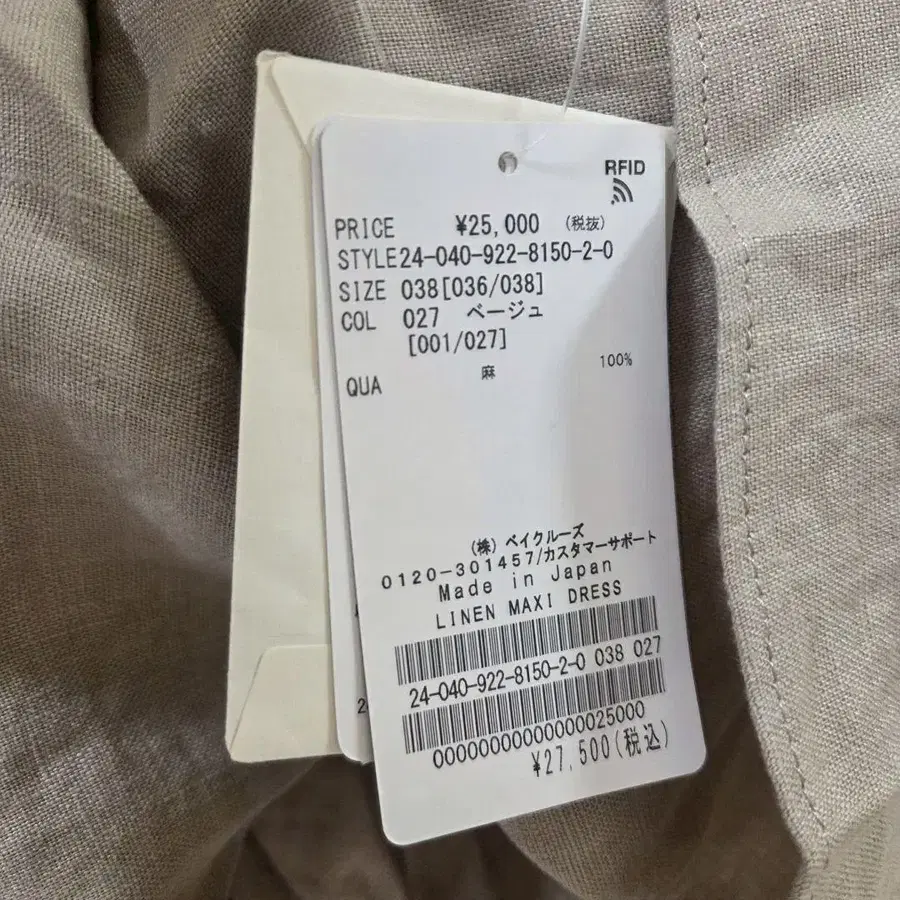 RFID
PRICE ¥25,000 (税抜)
STYLE24-040-922-8150-2-0
SIZE 038[036/038]
COL 027 ベージュ
[001/027]
QUA 麻 100%
(株) ベイクルーズ
0120-301457/カスタマーサポート
Made in Japan
LINEN MAXI DRESS
24-040-922-8150-2-0 038 027
00000000000000025000
¥27,500(税込)
2